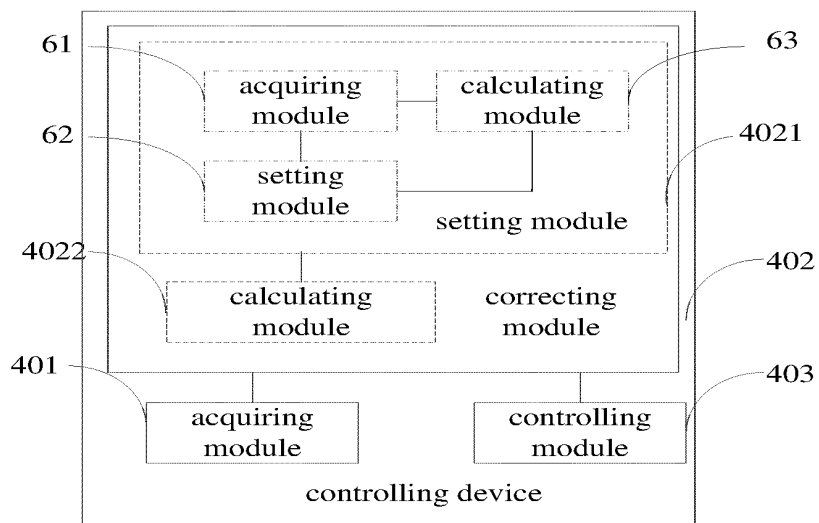 61
63
acquiring
module
calculating
module
62
4021
setting
module
setting module
4022
402
calculating
module
correcting
module
401
403
acquiring
module
controlling
module
controlling device